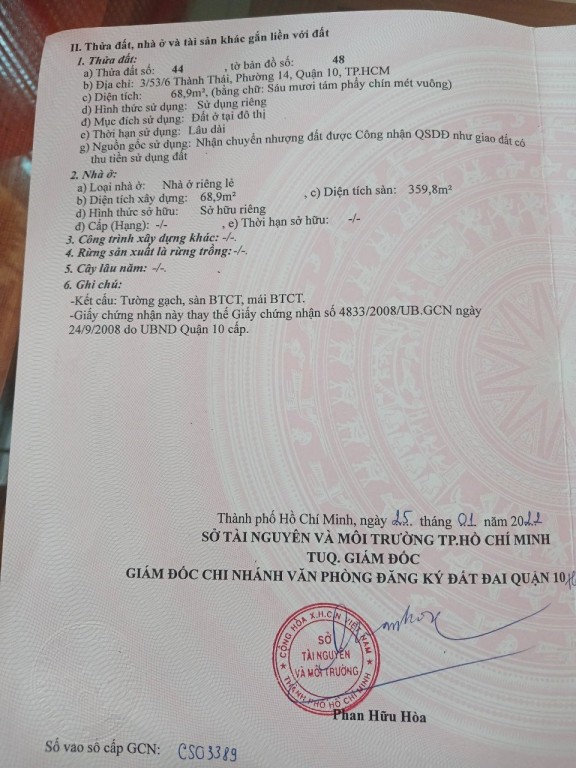 II. Thửa đất, nhà ở và tài sản khác gắn liền với đất
1. Thửa đất:
a) Thửa đất số: 44 , tờ bản đồ số: 48
b) Địa chỉ: 3/53/6 Thành Thái, Phường 14, Quận 10, TP.HCM
c) Diện tích: 68,9m², (bằng chữ: Sáu mươi tám phẩy chín mét vuông)
d) Hình thức sử dụng: Sử dụng riêng
đ) Mục đích sử dụng: Đất ở tại đô thị
e) Thời hạn sử dụng: Lâu dài
g) Nguồn gốc sử dụng: Nhận chuyển nhượng đất được Công nhận QSDĐ như giao đất có
thu tiền sử dụng đất
2. Nhà ở:
a) Loại nhà ở: Nhà ở riêng lẻ
b) Diện tích xây dựng: 68,9m² , c) Diện tích sàn: 359,8m²
d) Hình thức sở hữu: Sở hữu riêng
đ) Cấp (Hạng): -/- , e) Thời hạn sở hữu: -/-
3. Công trình xây dựng khác: -/-.
4. Rừng sản xuất là rừng trồng: -/-.
5. Cây lâu năm: -/-.
6. Ghi chú:
-Kết cấu: Tường gạch, sàn BTCT, mái BTCT.
-Giấy chứng nhận này thay thế Giấy chứng nhận số 4833/2008/UB.GCN ngày
24/9/2008 do UBND Quận 10 cấp.
Thành phố Hồ Chí Minh, ngày 25 tháng 01 năm 2022
SỞ TÀI NGUYÊN VÀ MÔI TRƯỜNG TP.HỒ CHÍ MINH
TUQ. GIÁM ĐỐC
GIÁM ĐỐC CHI NHÁNH VĂN PHÒNG ĐĂNG KÝ ĐẤT ĐAI QUẬN 10
CỘNG HÒA X.H.C.N VIỆT NAM
SỞ
TÀI NGUYÊN
VÀ MÔI TRƯỜNG
THÀNH PHỐ HỒ CHÍ MINH
Phan Hữu Hòa
Số vào sổ cấp GCN: CS03389